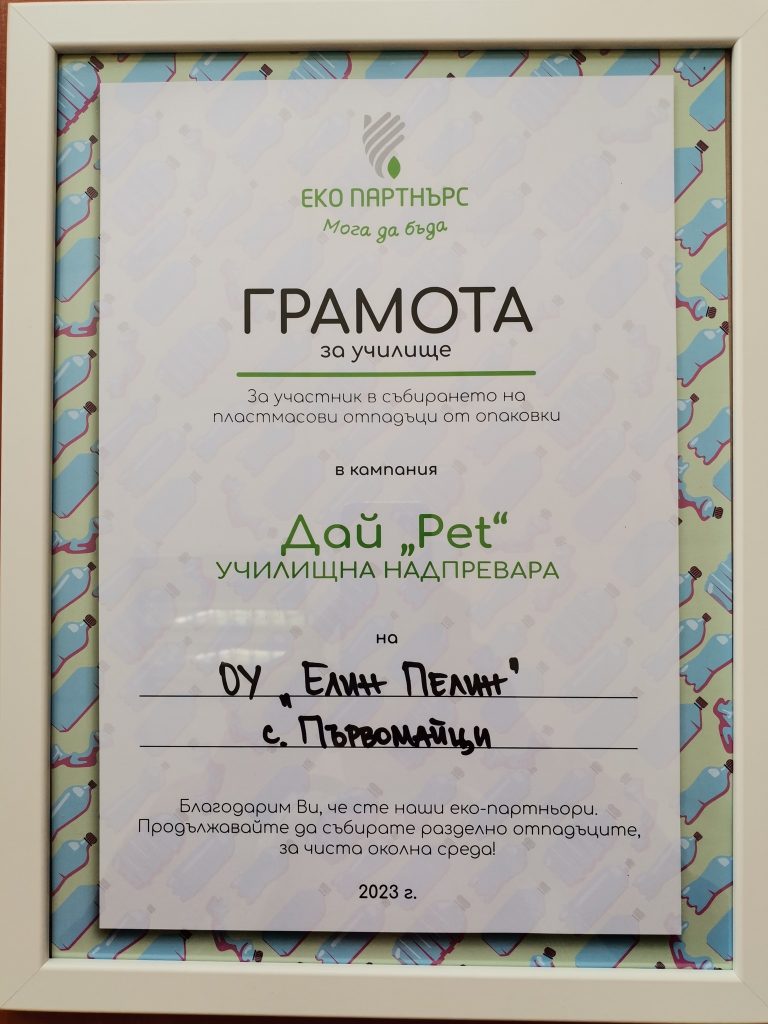 ЕКО ПАРТНЪРС
Мога да бъда
ГРАМОТА
за училище
За участник в събирането на
пластмасови отпадъци от опаковки
в кампания
Дай „Pet“
УЧИЛИЩНА НАДПРЕВАРА
на
ОУ „Елин Пелин"
с. Първомайци
Благодарим Ви, че сте наши еко-партньори.
Продължавайте да събирате разделно отпадъците,
за чиста околна среда!
2023 г.